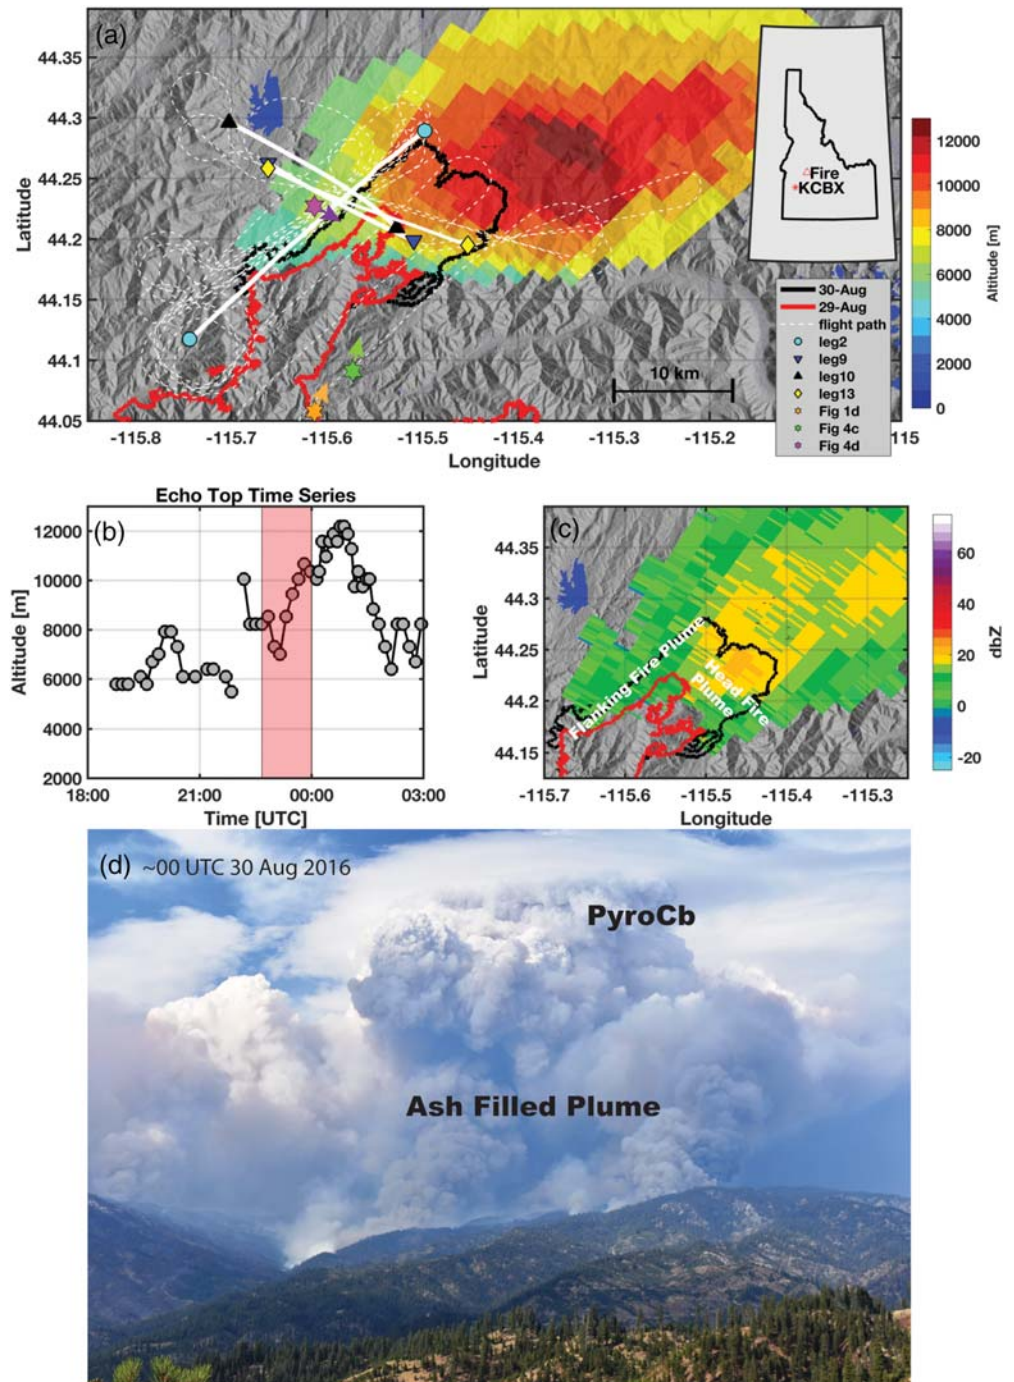 (a)
44.35
44.3
44.25
44.2
44.15
44.1
44.05
Latitude
-115.8
-115.7
-115.6
-115.5
-115.4
-115.3
-115.2
15
Longitude
Fire
KCBX
30-Aug
29-Aug
flight path
leg2
leg9
leg10
leg13
Fig 1d
Fig 4c
Fig 4d
10 km
12000
10000
8000
6000
4000
2000
0
Altitude [m]
Echo Top Time Series
(b)
12000
10000
8000
6000
4000
2000
Altitude [m]
18:00
21:00
00:00
03:00
Time [UTC]
(c)
44.35
44.3
44.25
44.2
44.15
Latitude
Flanking Fire Plume
Head Fire
Plume
-115.7
-115.6
-115.5
-115.4
-115.3
Longitude
60
40
20
0
-20
dbZ
(d) ~00 UTC 30 Aug 2016
PyroCb
Ash Filled Plume